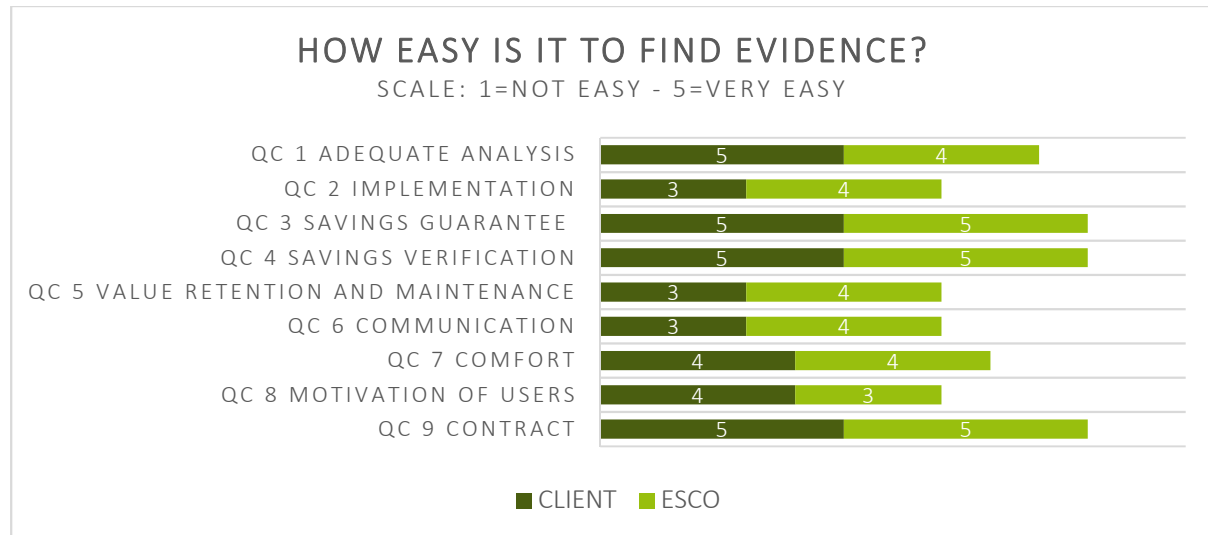 HOW EASY IS IT TO FIND EVIDENCE?
SCALE: 1=NOT EASY - 5=VERY EASY
QC 1 ADEQUATE ANALYSIS 5 4
QC 2 IMPLEMENTATION 3 4
QC 3 SAVINGS GUARANTEE 5 5
QC 4 SAVINGS VERIFICATION 5 5
QC 5 VALUE RETENTION AND MAINTENANCE 3 4
QC 6 COMMUNICATION 3 4
QC 7 COMFORT 4 4
QC 8 MOTIVATION OF USERS 4 3
QC 9 CONTRACT 5 5
CLIENT ESCO